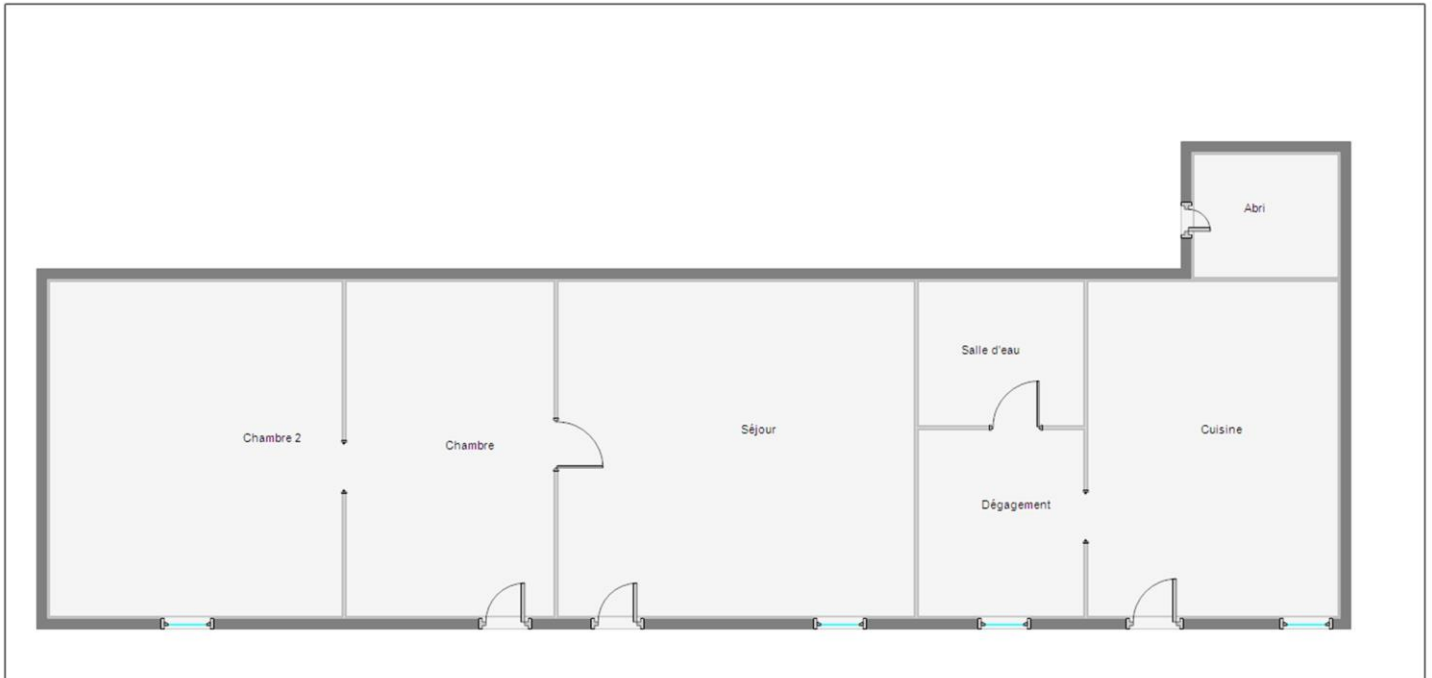 Abri
Salle d'eau
Séjour
Cuisine
Chambre 2
Chambre
Dégagement